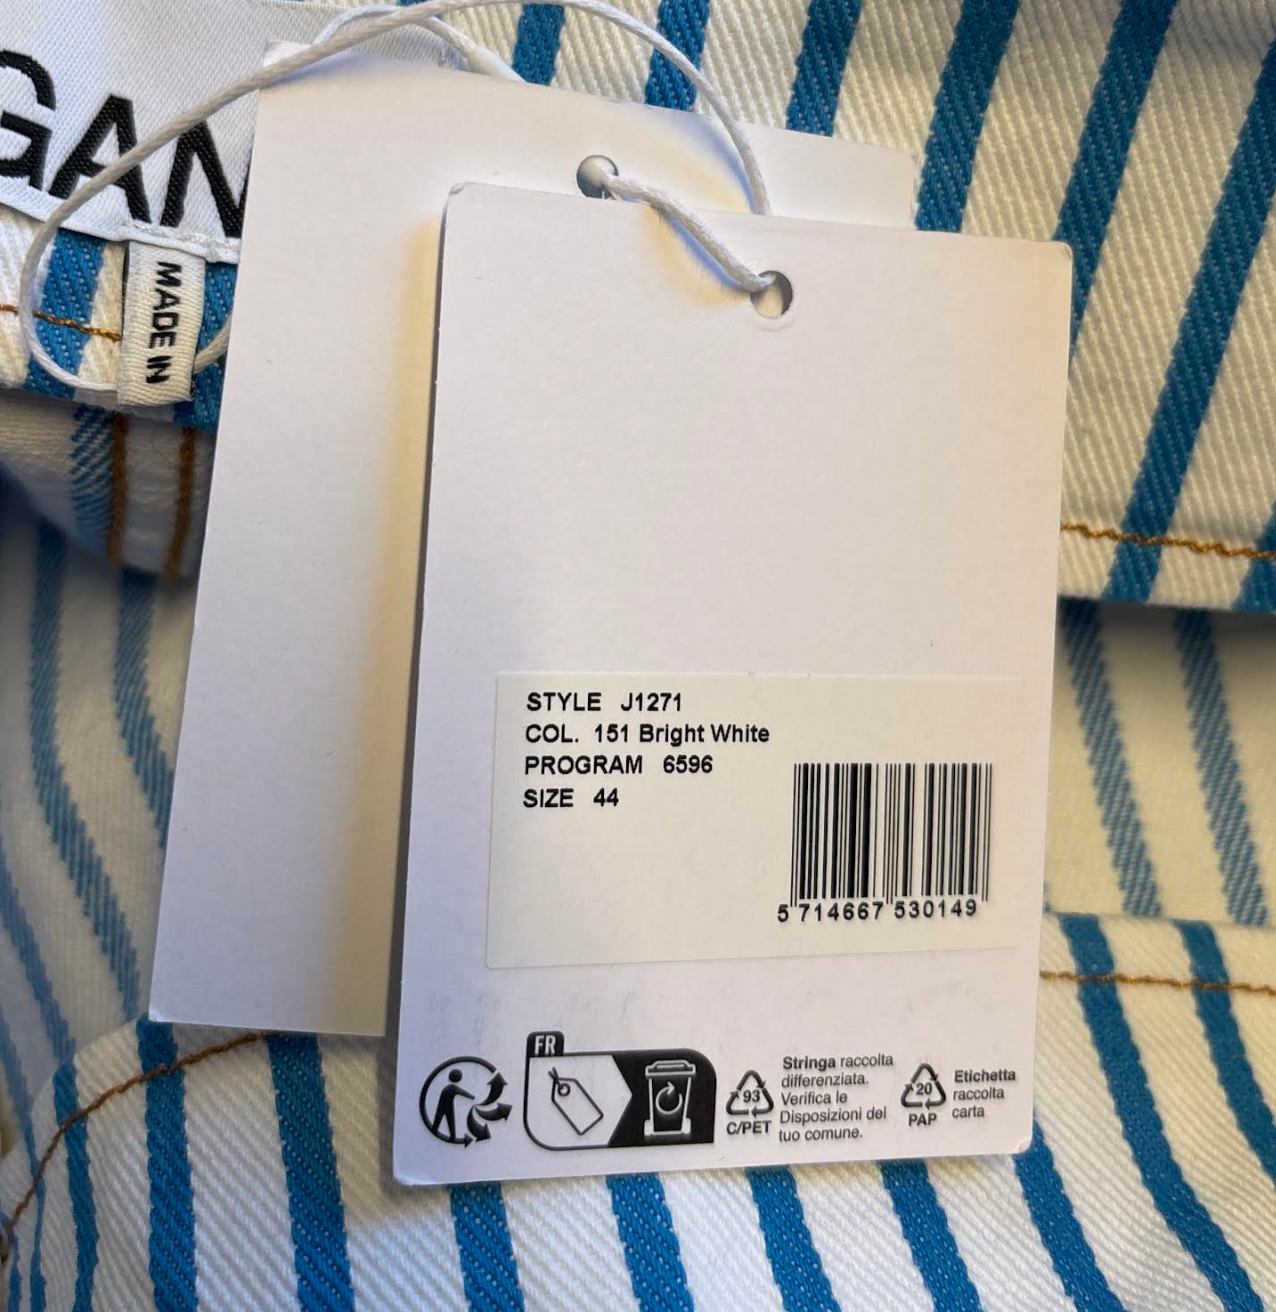 GAN
MADE IN
STYLE J1271
COL. 151 Bright White
PROGRAM 6596
SIZE 44
5 714667 530149
FR
93
C/PET
Stringa raccolta
differenziata.
Verifica le
Disposizioni del
tuo comune.
20
PAP
Etichetta
raccolta
carta